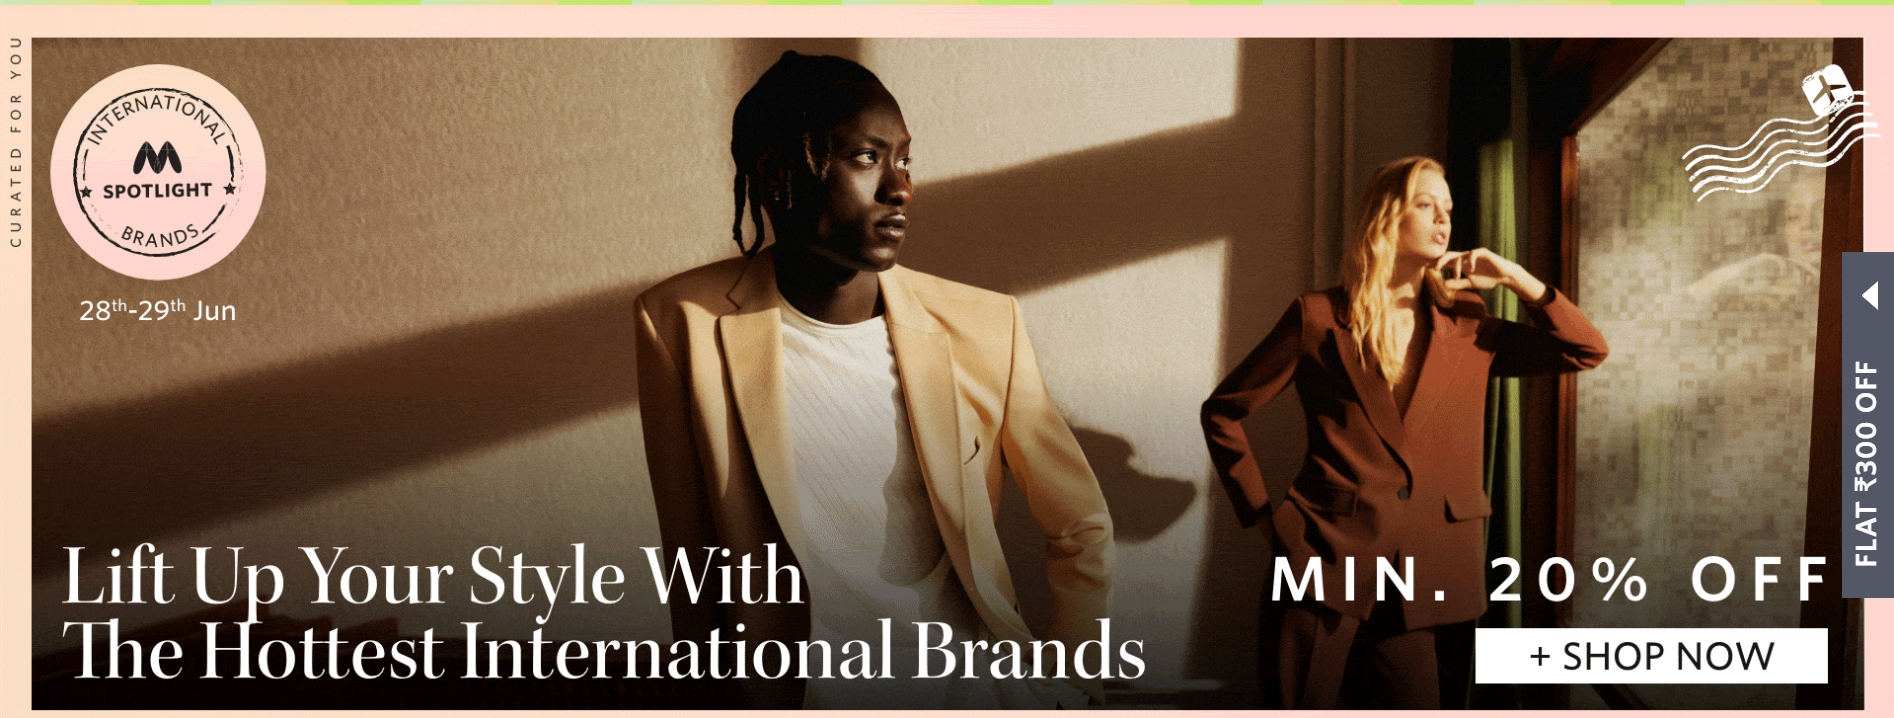 CURATED FOR YOU
INTERNATIONAL
SPOTLIGHT
BRANDS
28th-29th Jun
Lift Up Your Style With
The Hottest International Brands
MIN. 20% OFF
+ SHOP NOW
FLAT ₹300 OFF